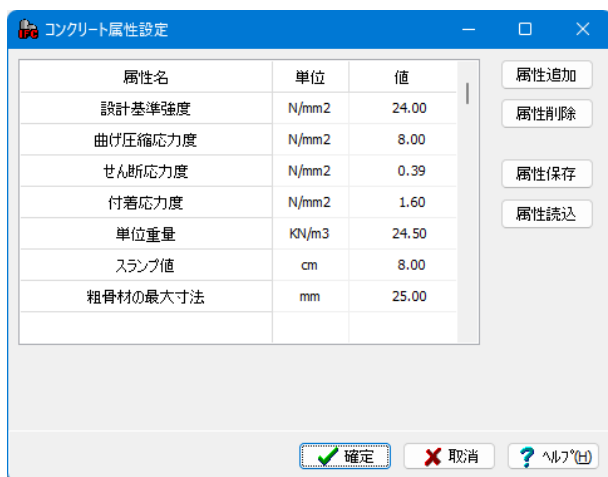 IFC コンクリート属性設定
属性名 単位 値
設計基準強度 N/mm2 24.00
曲げ圧縮応力度 N/mm2 8.00
せん断応力度 N/mm2 0.39
付着応力度 N/mm2 1.60
単位重量 KN/m3 24.50
スランプ値 cm 8.00
粗骨材の最大寸法 mm 25.00
属性追加
属性削除
属性保存
属性読込
確定 取消 ? ヘルプ(H)